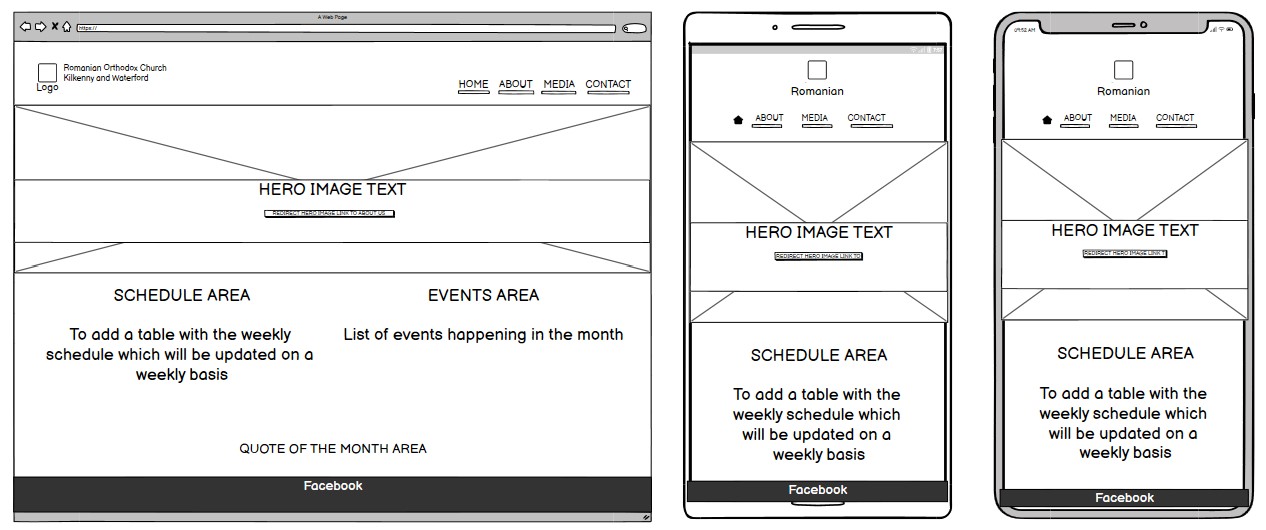 A Web Page
https://
Romanian Orthodox Church
Kilkenny and Waterford
Logo
HOME ABOUT MEDIA CONTACT
HERO IMAGE TEXT
REDIRECT HERO IMAGE LINK TO ABOUT US
SCHEDULE AREA
To add a table with the weekly
schedule which will be updated on a
weekly basis
EVENTS AREA
List of events happening in the month
QUOTE OF THE MONTH AREA
Facebook
Romanian
ABOUT MEDIA CONTACT
HERO IMAGE TEXT
REDIRECT HERO IMAGE LINK TO
SCHEDULE AREA
To add a table with the
weekly schedule which
will be updated on a
weekly basis
Facebook
09:52 AM
Romanian
ABOUT MEDIA CONTACT
HERO IMAGE TEXT
REDIRECT HERO IMAGE LINK T
SCHEDULE AREA
To add a table with the
weekly schedule which
will be updated on a
weekly basis
Facebook